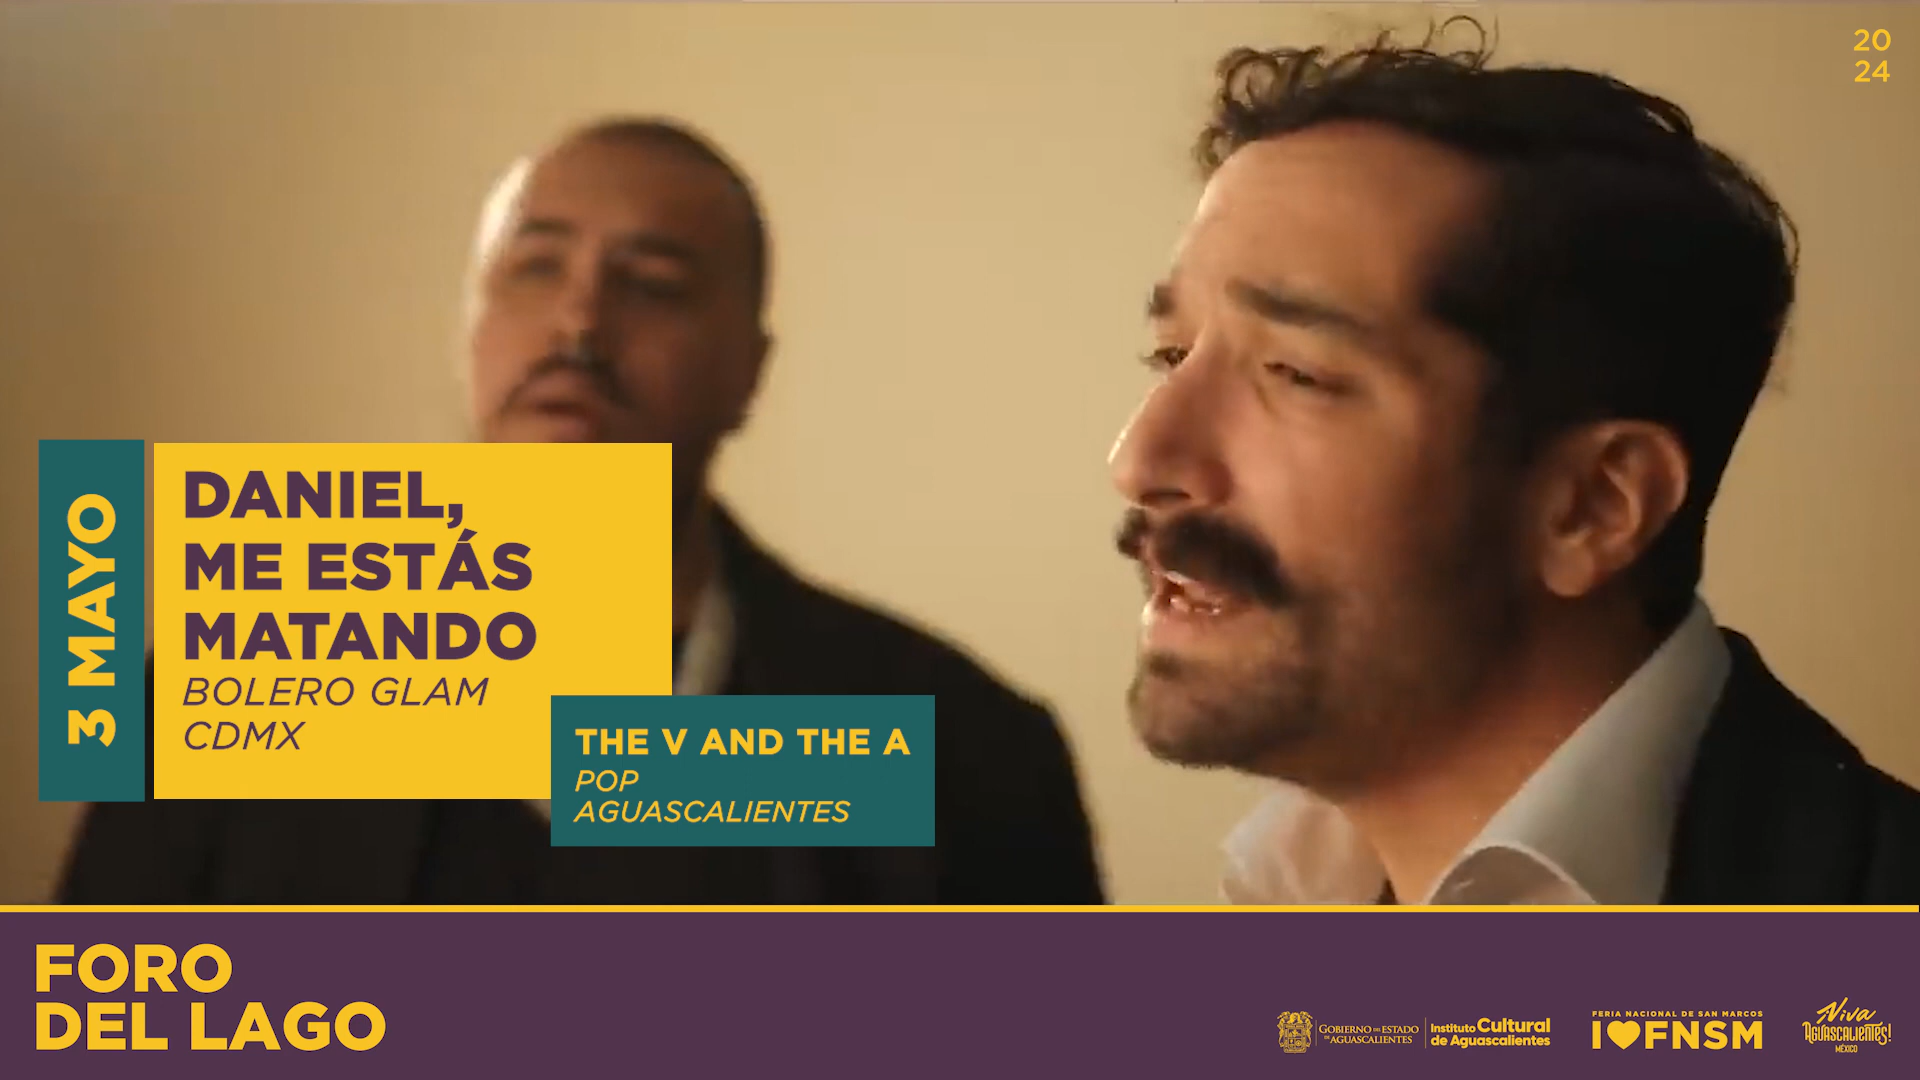 20
24
3 MAYO
DANIEL,
ME ESTÁS
MATANDO
BOLERO GLAM
CDMX
THE V AND THE A
POP
AGUASCALIENTES
FORO
DEL LAGO
GOBIERNO DEL ESTADO
DE AGUASCALIENTES
Instituto Cultural
de Aguascalientes
FERIA NACIONAL DE SAN MARCOS
I♥FNSM
Viva
AGUASCALIENTES!
MÉXICO